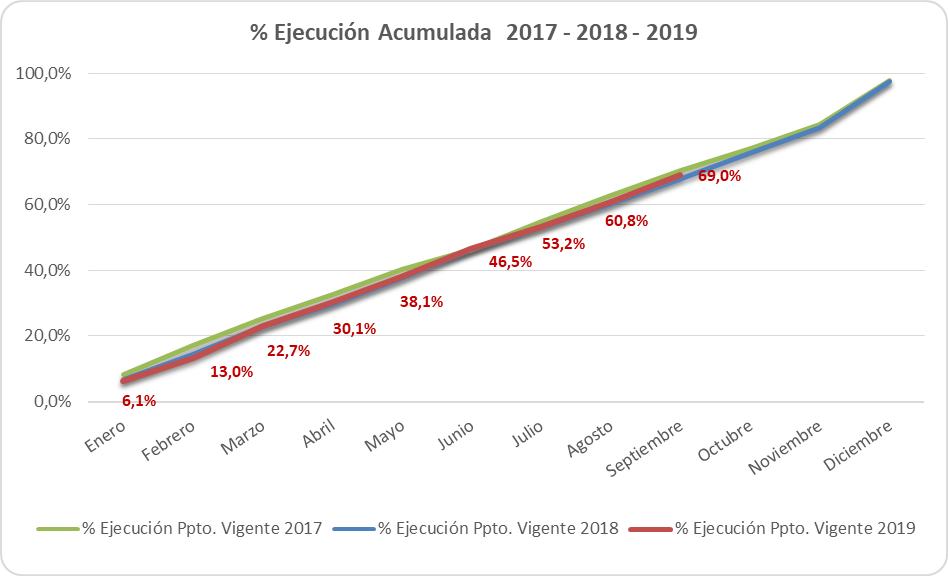 % Ejecución Acumulada 2017 - 2018 - 2019
100,0%
80,0%
60,0%
40,0%
20,0%
0,0%
6,1%
13,0%
22,7%
30,1%
38,1%
46,5%
53,2%
60,8%
69,0%
Enero
Febrero
Marzo
Abril
Mayo
Junio
Julio
Agosto
Septiembre
Octubre
Noviembre
Diciembre
% Ejecución Ppto. Vigente 2017
% Ejecución Ppto. Vigente 2018
% Ejecución Ppto. Vigente 2019